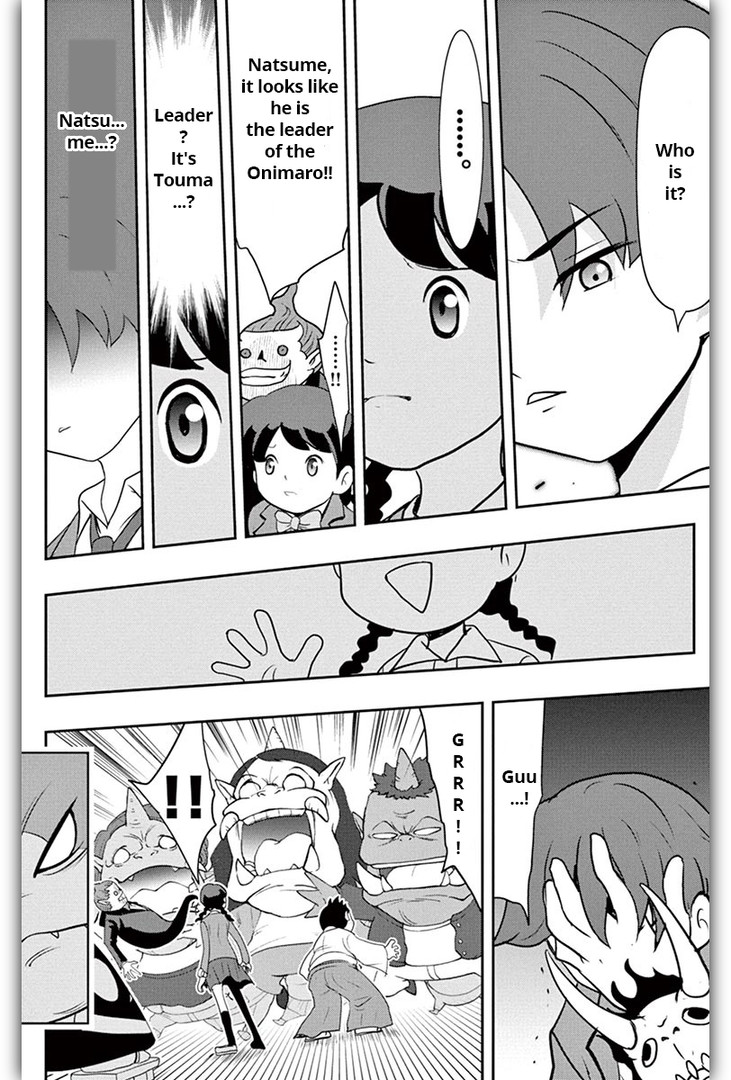 Who
is
it?
......。
Natsume,
it looks like
he is
the leader
of the
Onimaro!!
......!!
Leader
?
It's
Touma
...?
Natsu...
me...?
Guu
...!
G
R
R
R
!
!
!!